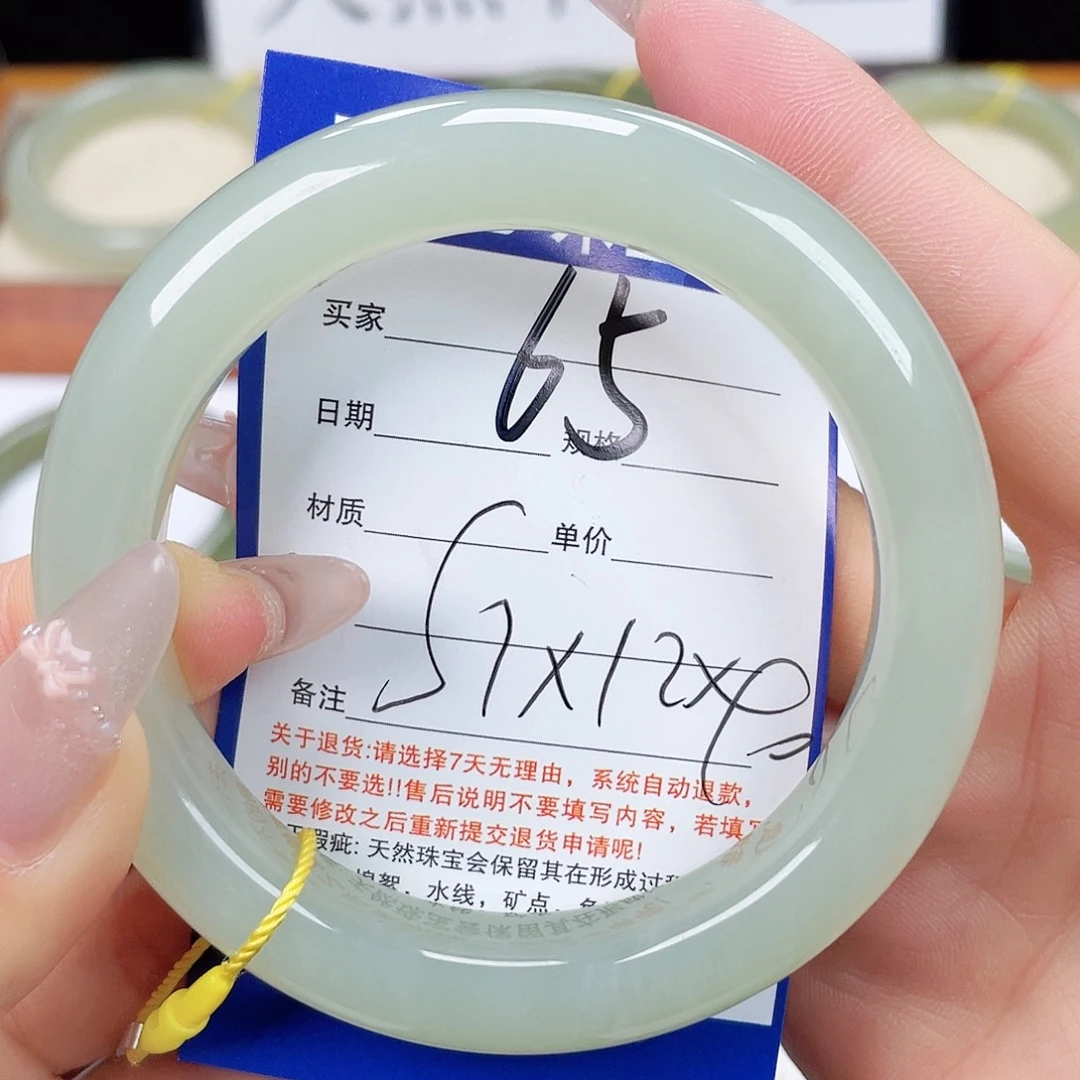 买家
65
日期 规格
材质 单价
57x12x9
备注
关于退货:请选择7天无理由，系统自动退款，
别的不要选!!售后说明不要填写内容，若填写
需要修改之后重新提交退货申请呢!
瑕疵: 天然珠宝会保留其在形成过
棉絮，水线，矿点